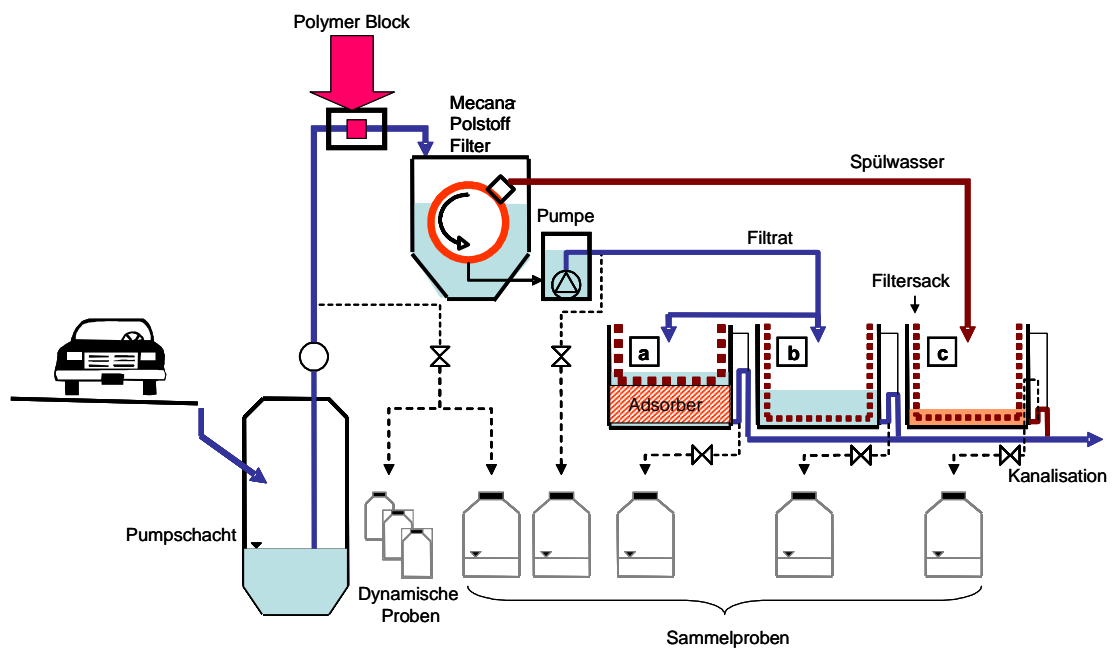 Polymer Block
Mecana-
Polstoff
Filter
Spülwasser
Pumpe
Filtrat
Filtersack
a
b
c
Adsorber
Kanalisation
Pumpschacht
Dynamische
Proben
Sammelproben